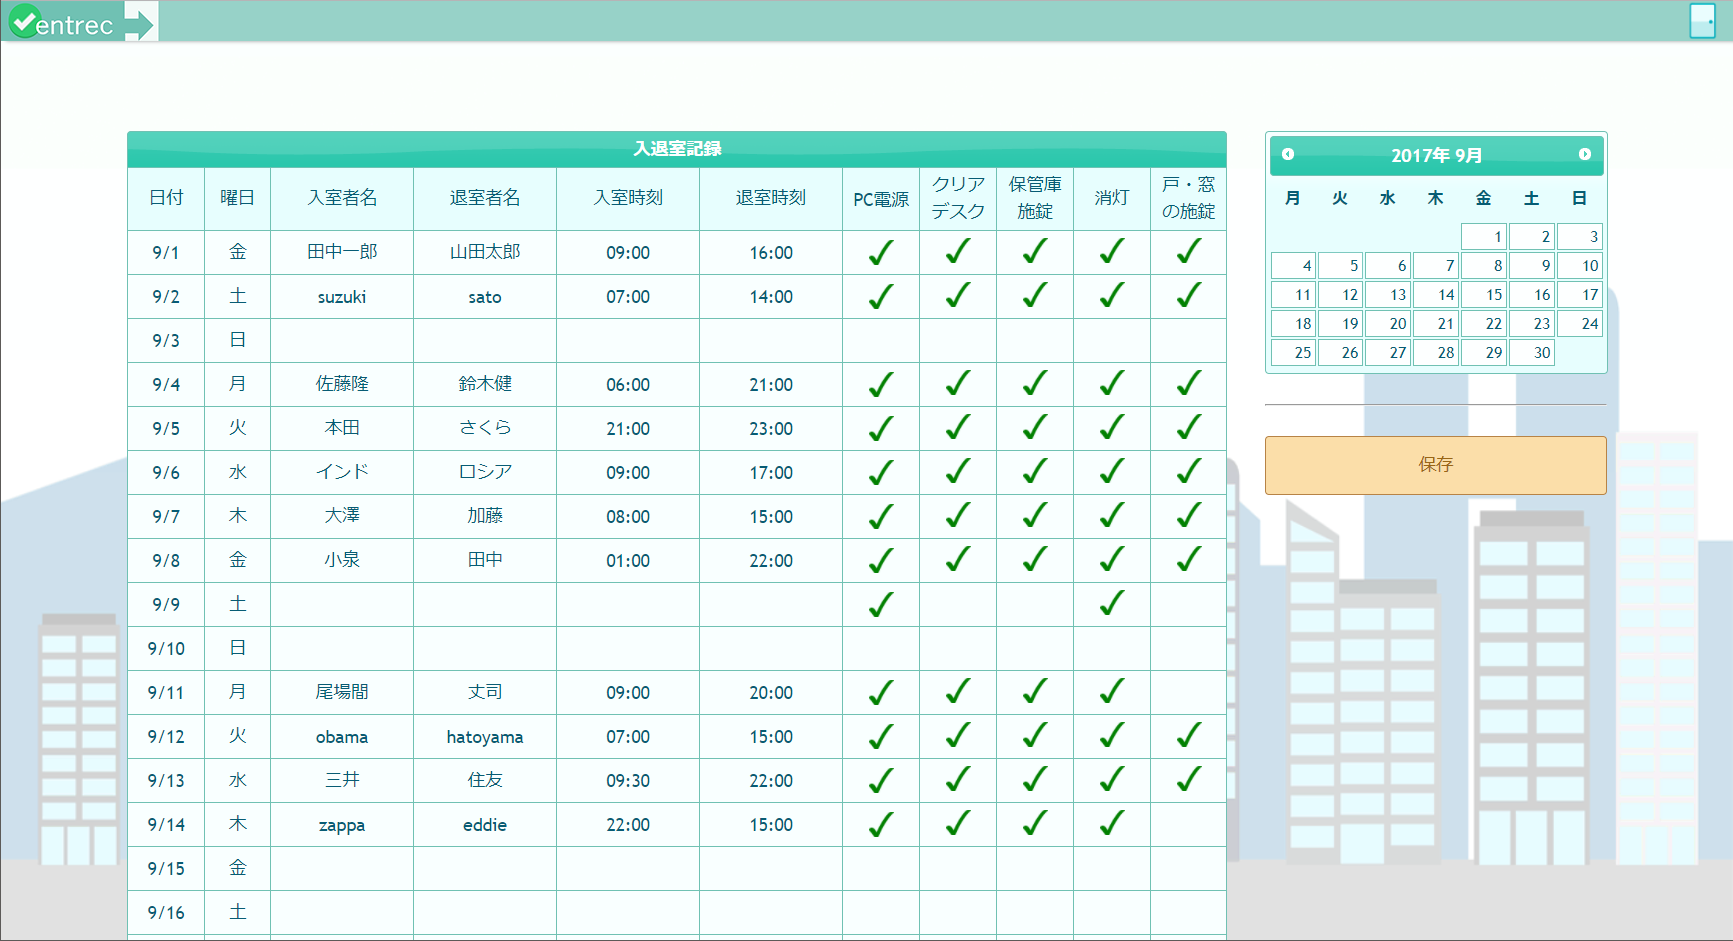 entrec
入退室記録
日付 曜日 入室者名 退室者名 入室時刻 退室時刻 PC電源 クリアデスク 保管庫施錠 消灯 戸・窓の施錠
9/1 金 田中一郎 山田太郎 09:00 16:00 ✓ ✓ ✓ ✓ ✓
9/2 土 suzuki sato 07:00 14:00 ✓ ✓ ✓ ✓ ✓
9/3 日
9/4 月 佐藤隆 鈴木健 06:00 21:00 ✓ ✓ ✓ ✓ ✓
9/5 火 本田 さくら 21:00 23:00 ✓ ✓ ✓ ✓ ✓
9/6 水 インド ロシア 09:00 17:00 ✓ ✓ ✓ ✓ ✓
9/7 木 大澤 加藤 08:00 15:00 ✓ ✓ ✓ ✓ ✓
9/8 金 小泉 田中 01:00 22:00 ✓ ✓ ✓ ✓ ✓
9/9 土 ✓ ✓
9/10 日
9/11 月 尾場間 丈司 09:00 20:00 ✓ ✓ ✓ ✓
9/12 火 obama hatoyama 07:00 15:00 ✓ ✓ ✓ ✓ ✓
9/13 水 三井 住友 09:30 22:00 ✓ ✓ ✓ ✓ ✓
9/14 木 zappa eddie 22:00 15:00 ✓ ✓ ✓ ✓
9/15 金
9/16 土
2017年 9月
月 火 水 木 金 土 日
1 2 3
4 5 6 7 8 9 10
11 12 13 14 15 16 17
18 19 20 21 22 23 24
25 26 27 28 29 30
保存